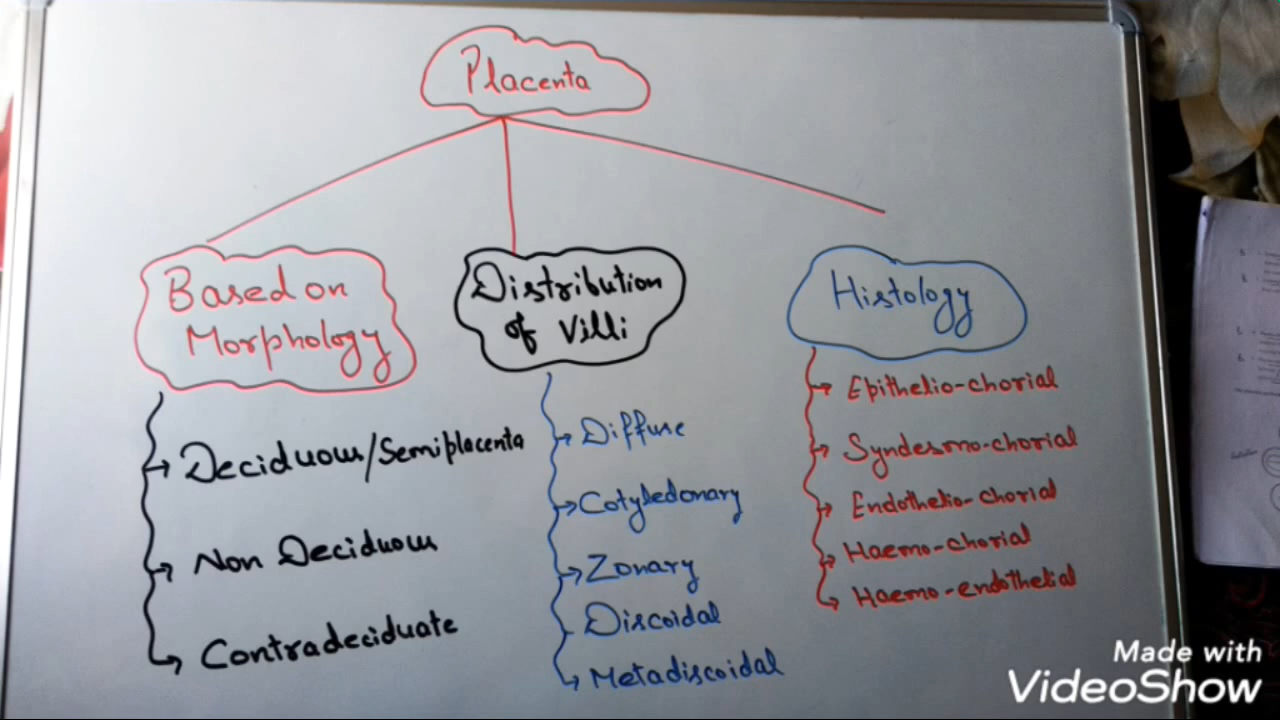 Placenta
Based on
Morphology
Deciduous/Semiplacenta
Non Deciduous
Contradeciduate
Distribution
of Villi
Diffuse
Cotyledonary
Zonary
Discoidal
Metadiscoidal
Histology
Epithelio-chorial
Syndesmo-chorial
Endothelio-chorial
Haemo-chorial
Haemo-endothelial
Made with
VideoShow